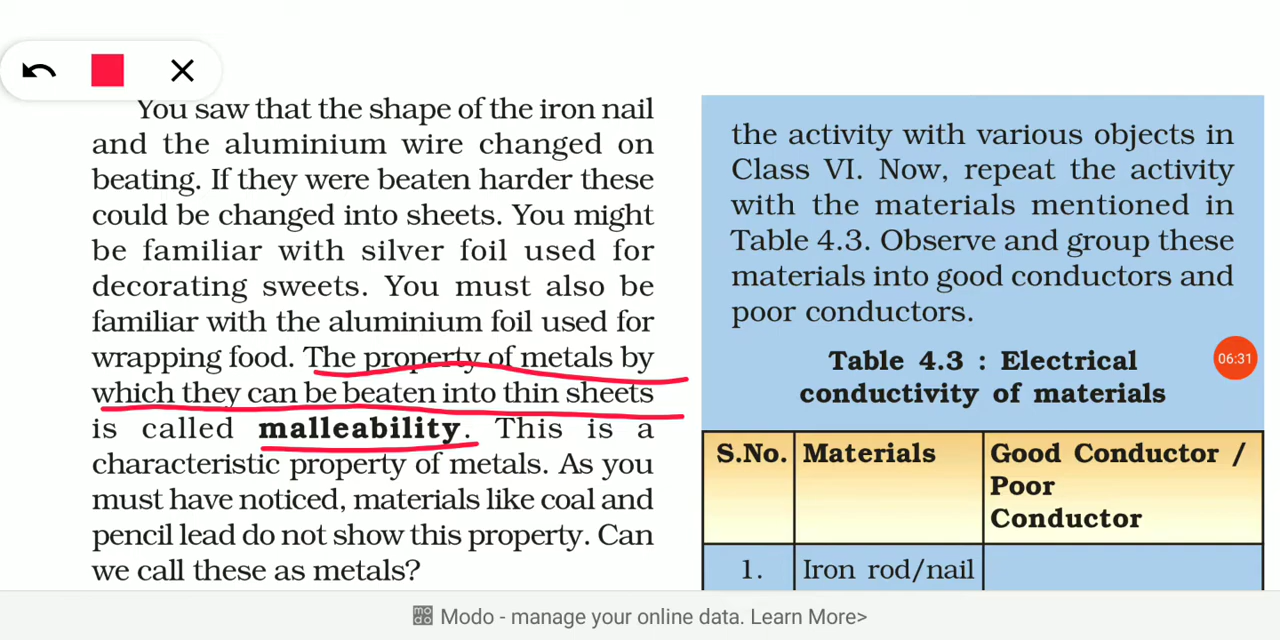 You saw that the shape of the iron nail
and the aluminium wire changed on
beating. If they were beaten harder these
could be changed into sheets. You might
be familiar with silver foil used for
decorating sweets. You must also be
familiar with the aluminium foil used for
wrapping food. The property of metals by
which they can be beaten into thin sheets
is called malleability. This is a
characteristic property of metals. As you
must have noticed, materials like coal and
pencil lead do not show this property. Can
we call these as metals?
the activity with various objects in
Class VI. Now, repeat the activity
with the materials mentioned in
Table 4.3. Observe and group these
materials into good conductors and
poor conductors.
Table 4.3 : Electrical
conductivity of materials
06:31
S.No. Materials Good Conductor /
Poor
Conductor
1. Iron rod/nail
mo do Modo - manage your online data. Learn More>